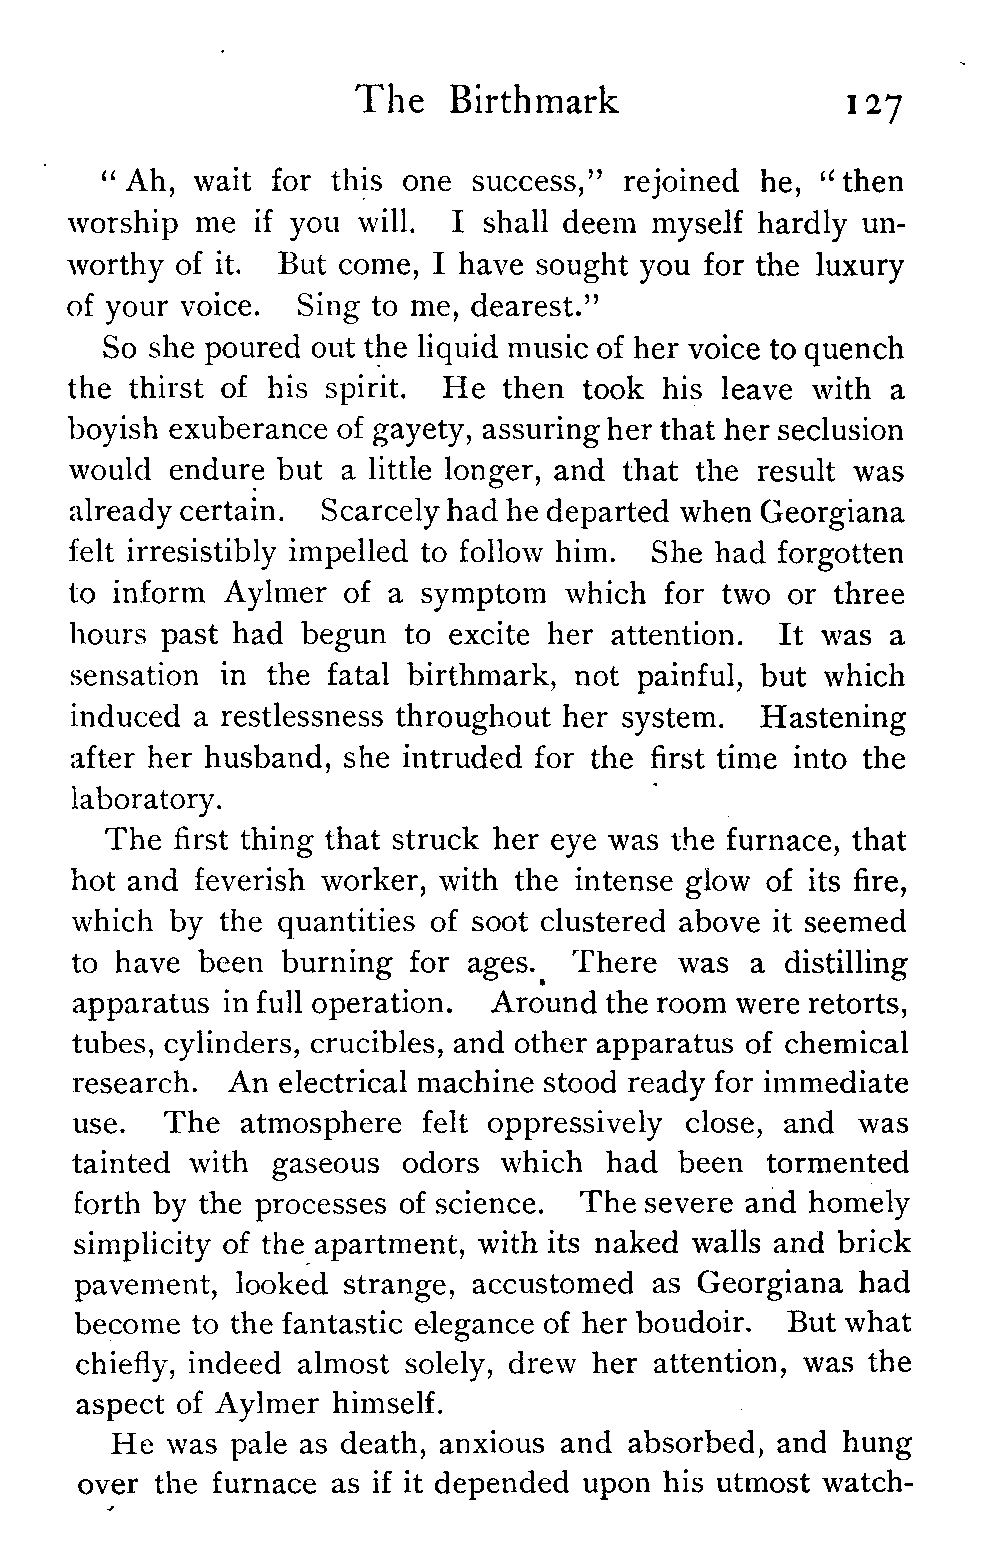 The Birthmark 127
“ Ah, wait for this one success,” rejoined he, “ then
worship me if you will. I shall deem myself hardly un-
worthy of it. But come, I have sought you for the luxury
of your voice. Sing to me, dearest.”
So she poured out the liquid music of her voice to quench
the thirst of his spirit. He then took his leave with a
boyish exuberance of gayety, assuring her that her seclusion
would endure but a little longer, and that the result was
already certain. Scarcely had he departed when Georgiana
felt irresistibly impelled to follow him. She had forgotten
to inform Aylmer of a symptom which for two or three
hours past had begun to excite her attention. It was a
sensation in the fatal birthmark, not painful, but which
induced a restlessness throughout her system. Hastening
after her husband, she intruded for the first time into the
laboratory.
The first thing that struck her eye was the furnace, that
hot and feverish worker, with the intense glow of its fire,
which by the quantities of soot clustered above it seemed
to have been burning for ages. There was a distilling
apparatus in full operation. Around the room were retorts,
tubes, cylinders, crucibles, and other apparatus of chemical
research. An electrical machine stood ready for immediate
use. The atmosphere felt oppressively close, and was
tainted with gaseous odors which had been tormented
forth by the processes of science. The severe and homely
simplicity of the apartment, with its naked walls and brick
pavement, looked strange, accustomed as Georgiana had
become to the fantastic elegance of her boudoir. But what
chiefly, indeed almost solely, drew her attention, was the
aspect of Aylmer himself.
He was pale as death, anxious and absorbed, and hung
over the furnace as if it depended upon his utmost watch-